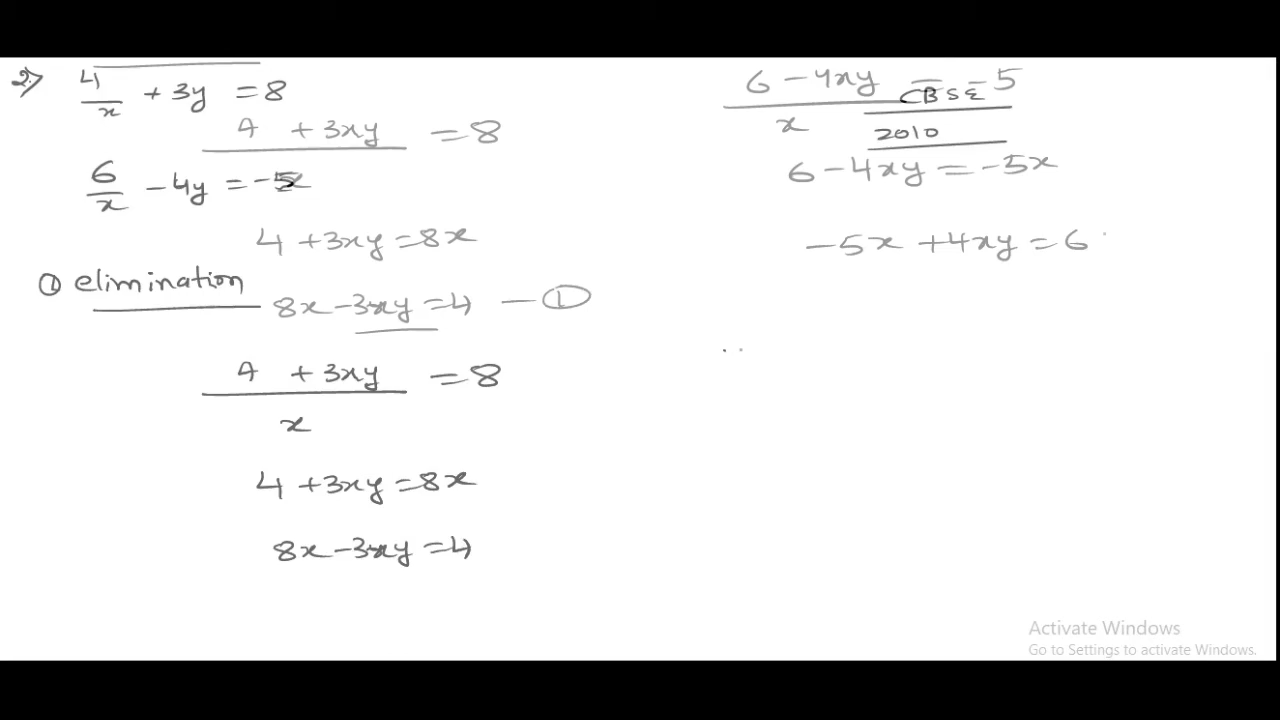 2) 4/x + 3y = 8
4 + 3xy = 8
6/x - 4y = -5
4 + 3xy = 8x
① elimination
8x - 3xy = 4 — ①
4 + 3xy / x = 8
4 + 3xy = 8x
8x - 3xy = 4
6 - 4xy / x = -5
CBSE
2010
6 - 4xy = -5x
-5x + 4xy = 6
Activate Windows
Go to Settings to activate Windows.